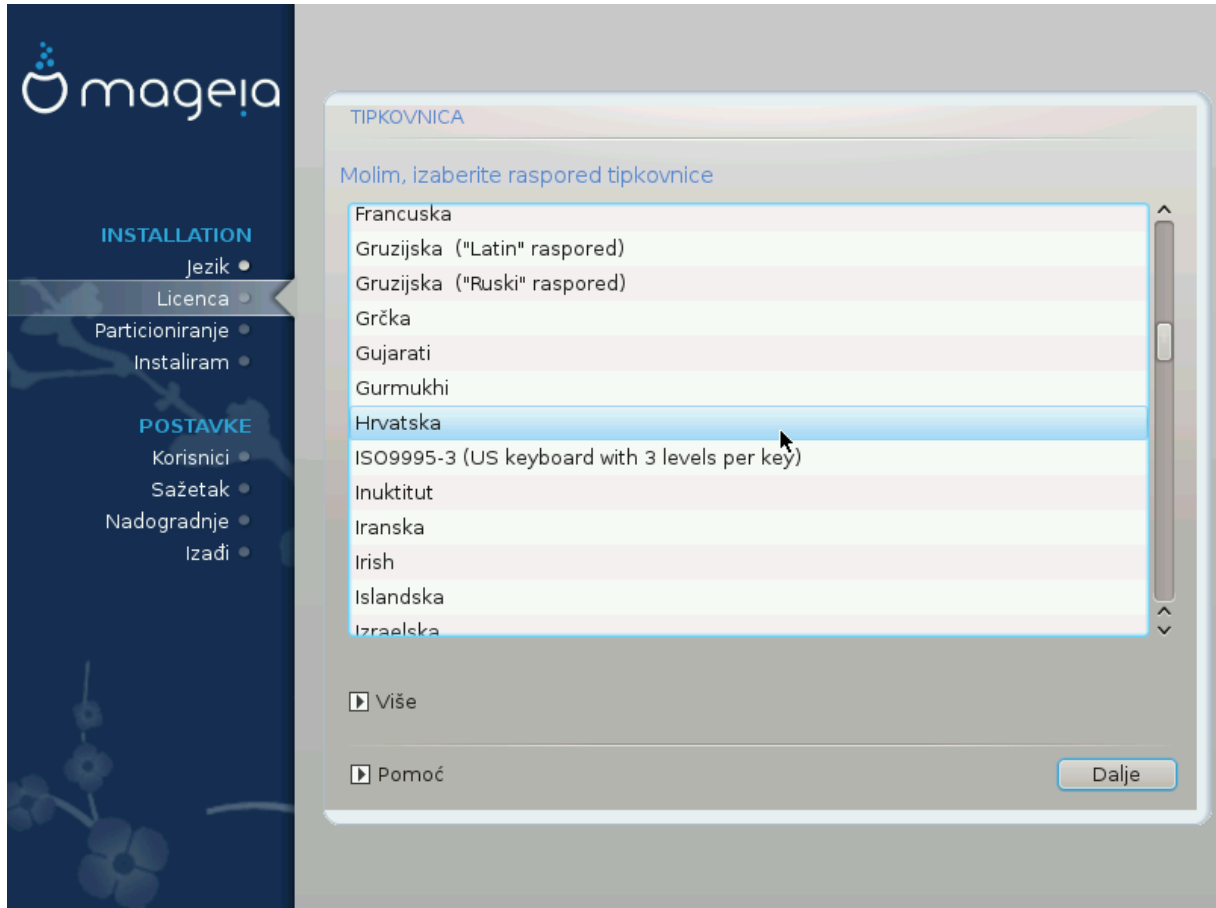 mageia
INSTALLATION
Jezik
Licenca
Particioniranje
Instaliram
POSTAVKE
Korisnici
Sažetak
Nadogradnje
Izađi
TIPKOVNICA
Molim, izaberite raspored tipkovnice
Francuska
Gruzijska ("Latin" raspored)
Gruzijska ("Ruski" raspored)
Grčka
Gujarati
Gurmukhi
Hrvatska
ISO9995-3 (US keyboard with 3 levels per key)
Inuktitut
Iranska
Irish
Islandska
Izraelska
Više
Pomoć
Dalje